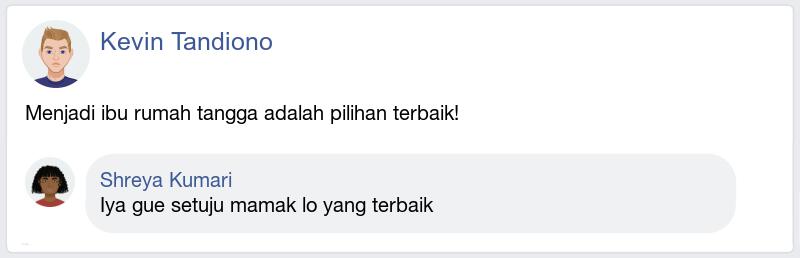 Kevin Tandiono
Menjadi ibu rumah tangga adalah pilihan terbaik!
Shreya Kumari
Iya gue setuju mamak lo yang terbaik